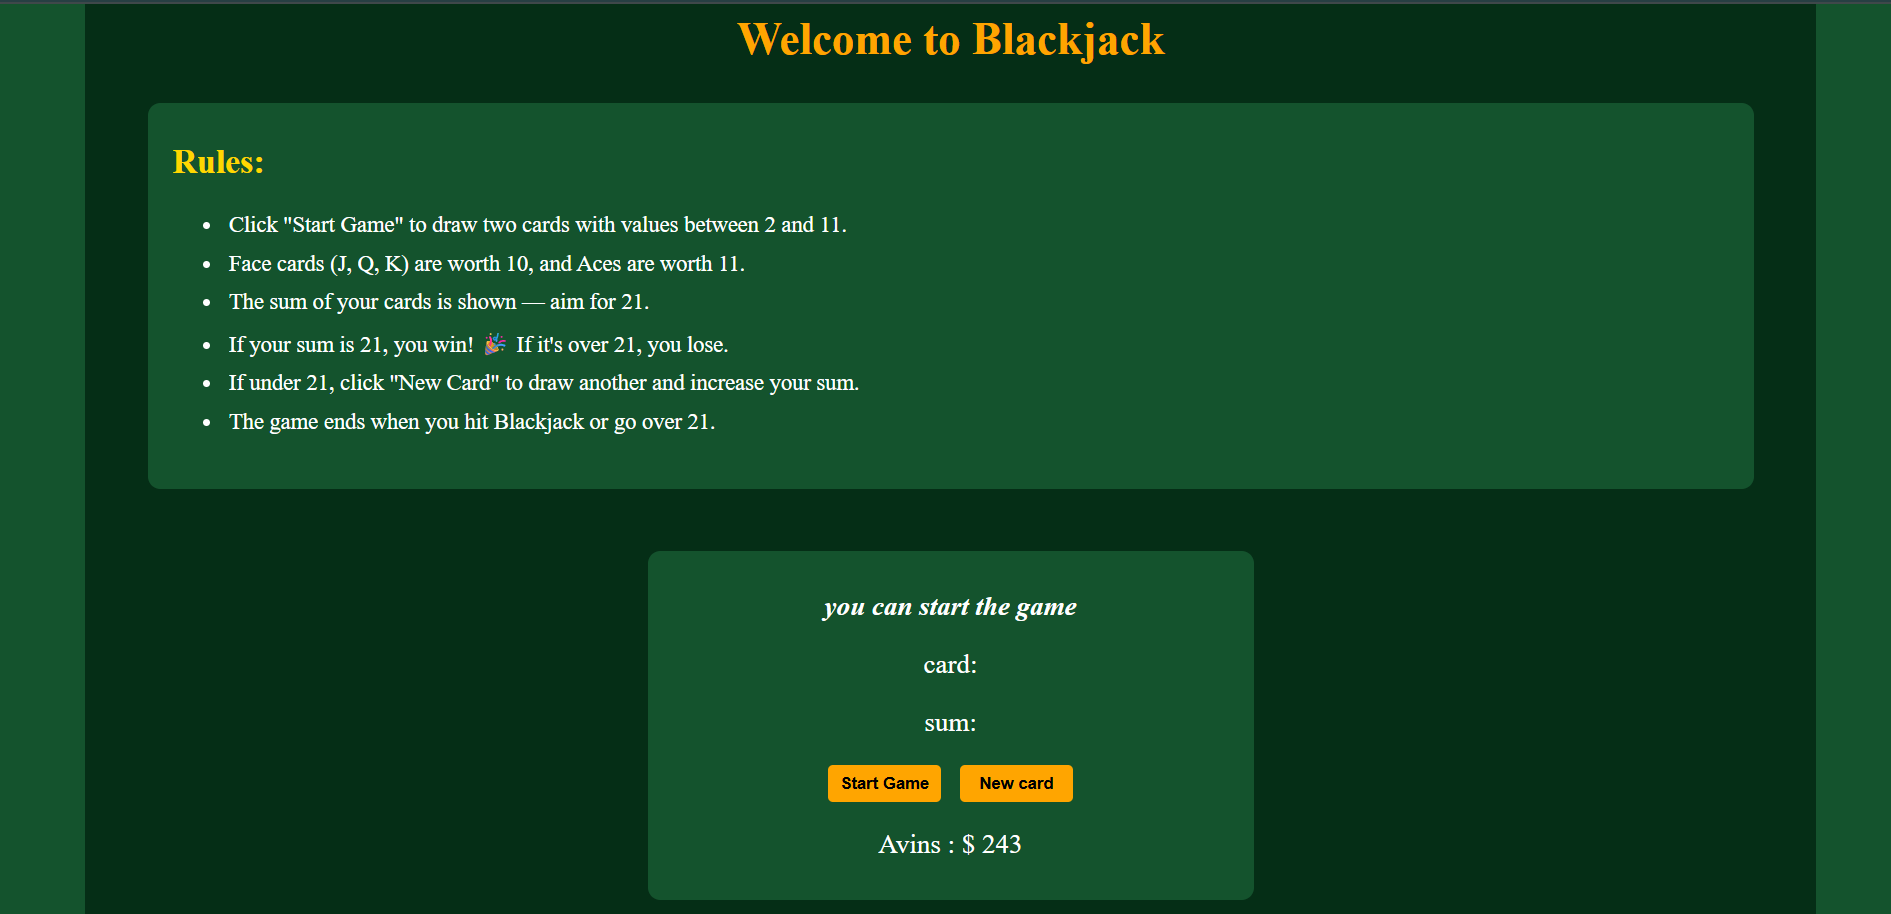 Welcome to Blackjack
Rules:
Click "Start Game" to draw two cards with values between 2 and 11.
Face cards (J, Q, K) are worth 10, and Aces are worth 11.
The sum of your cards is shown — aim for 21.
If your sum is 21, you win! 🎉 If it's over 21, you lose.
If under 21, click "New Card" to draw another and increase your sum.
The game ends when you hit Blackjack or go over 21.
you can start the game
card:
sum:
Start Game New card
Avins : $ 243